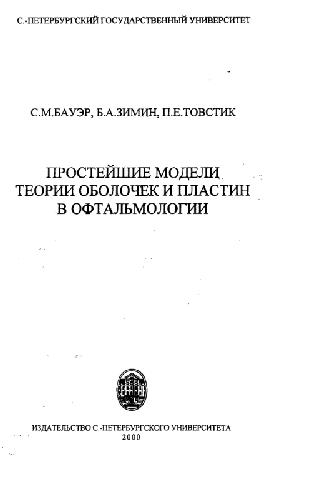 С.-ПЕТЕРБУРГСКИЙ ГОСУДАРСТВЕННЫЙ УНИВЕРСИТЕТ
С.М.БАУЭР, Б.А.ЗИМИН, П.Е.ТОВСТИК
ПРОСТЕЙШИЕ МОДЕЛИ
ТЕОРИИ ОБОЛОЧЕК И ПЛАСТИН
В ОФТАЛЬМОЛОГИИ
ИЗДАТЕЛЬСТВО С.-ПЕТЕРБУРГСКОГО УНИВЕРСИТЕТА
2000